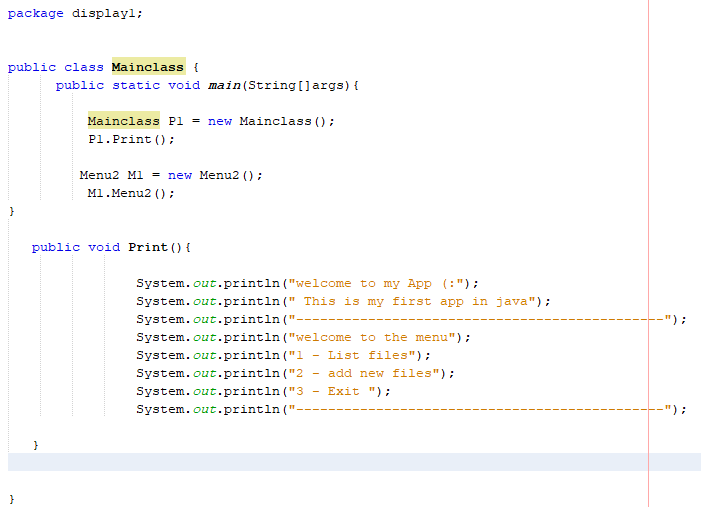 package display1;
public class Mainclass {
public static void main(String[]args){
Mainclass P1 = new Mainclass();
P1.Print();
Menu2 M1 = new Menu2();
M1.Menu2();
}
public void Print(){
System.out.println("welcome to my App (:");
System.out.println(" This is my first app in java");
System.out.println("----------------------------------------------");
System.out.println("welcome to the menu");
System.out.println("1 - List files");
System.out.println("2 - add new files");
System.out.println("3 - Exit ");
System.out.println("----------------------------------------------");
}
}